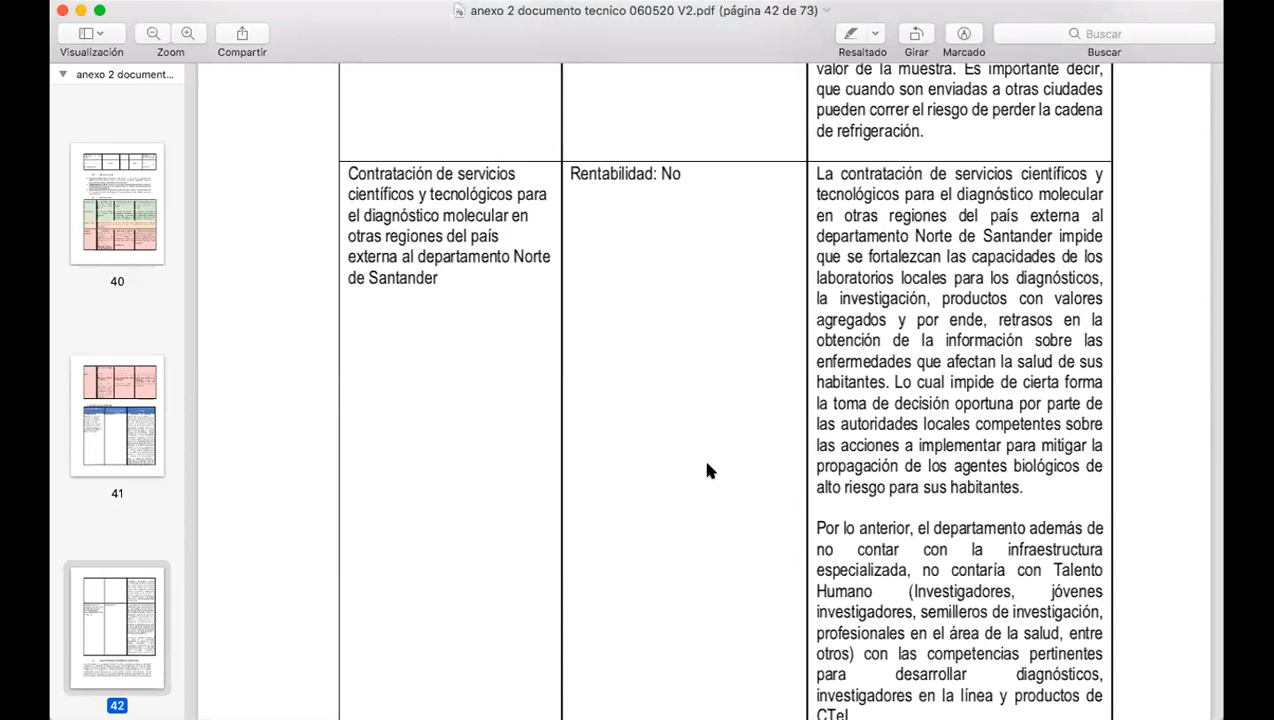 anexo 2 documento tecnico 060520 V2.pdf (página 42 de 73)
Visualización
Zoom
Compartir
Resaltado
Girar
Marcado
Buscar
Buscar
anexo 2 document...
40
41
42
valor de la muestra. Es importante decir,
que cuando son enviadas a otras ciudades
pueden correr el riesgo de perder la cadena
de refrigeración.
Contratación de servicios
científicos y tecnológicos para
el diagnóstico molecular en
otras regiones del país
externa al departamento Norte
de Santander
Rentabilidad: No
La contratación de servicios científicos y
tecnológicos para el diagnóstico molecular
en otras regiones del país externa al
departamento Norte de Santander impide
que se fortalezcan las capacidades de los
laboratorios locales para los diagnósticos,
la investigación, productos con valores
agregados y por ende, retrasos en la
obtención de la información sobre las
enfermedades que afectan la salud de sus
habitantes. Lo cual impide de cierta forma
la toma de decisión oportuna por parte de
las autoridades locales competentes sobre
las acciones a implementar para mitigar la
propagación de los agentes biológicos de
alto riesgo para sus habitantes.
Por lo anterior, el departamento además de
no contar con la infraestructura
especializada, no contaría con Talento
Humano (Investigadores, jóvenes
investigadores, semilleros de investigación,
profesionales en el área de la salud, entre
otros) con las competencias pertinentes
para desarrollar diagnósticos,
investigadores en la línea y productos de
CTeI